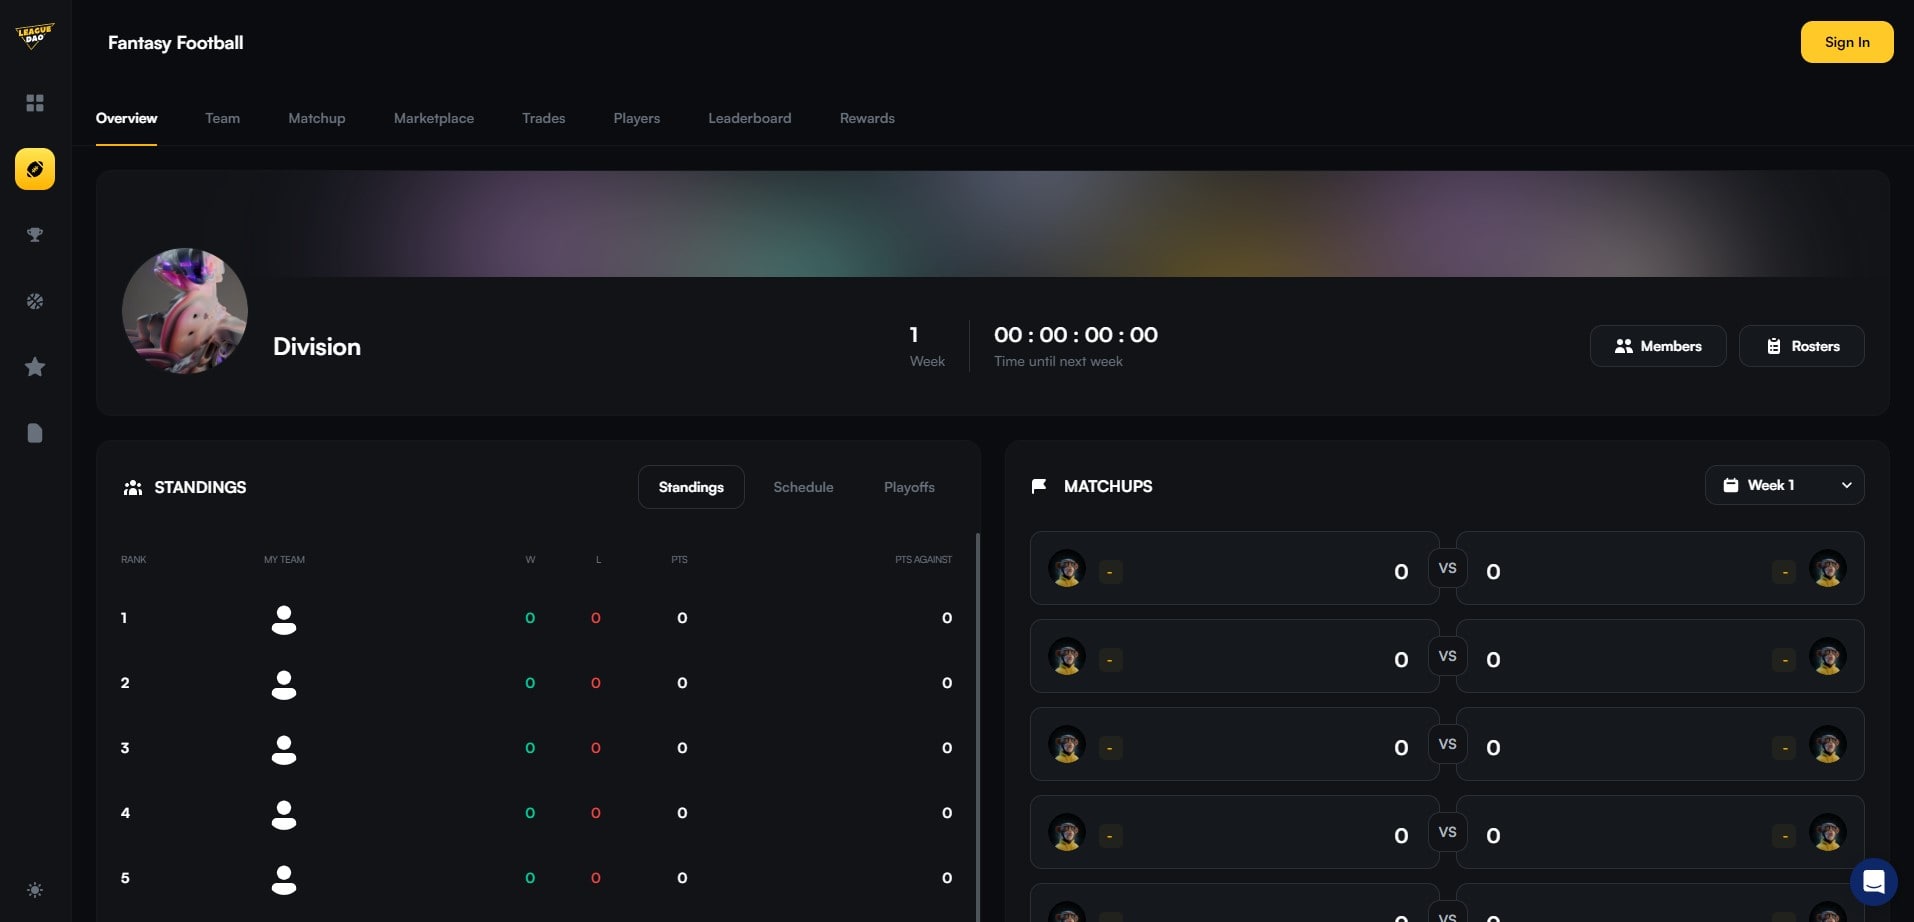 LEAGUE
DAO
Fantasy Football
Sign In
Overview
Team
Matchup
Marketplace
Trades
Players
Leaderboard
Rewards
Division
1
Week
00 : 00 : 00 : 00
Time until next week
Members
Rosters
STANDINGS
Standings
Schedule
Playoffs
RANK MY TEAM W L PTS PTS AGAINST
1 0 0 0 0
2 0 0 0 0
3 0 0 0 0
4 0 0 0 0
5 0 0 0 0
MATCHUPS
Week 1
- 0 VS 0 -
- 0 VS 0 -
- 0 VS 0 -
- 0 VS 0 -
0 VS 0